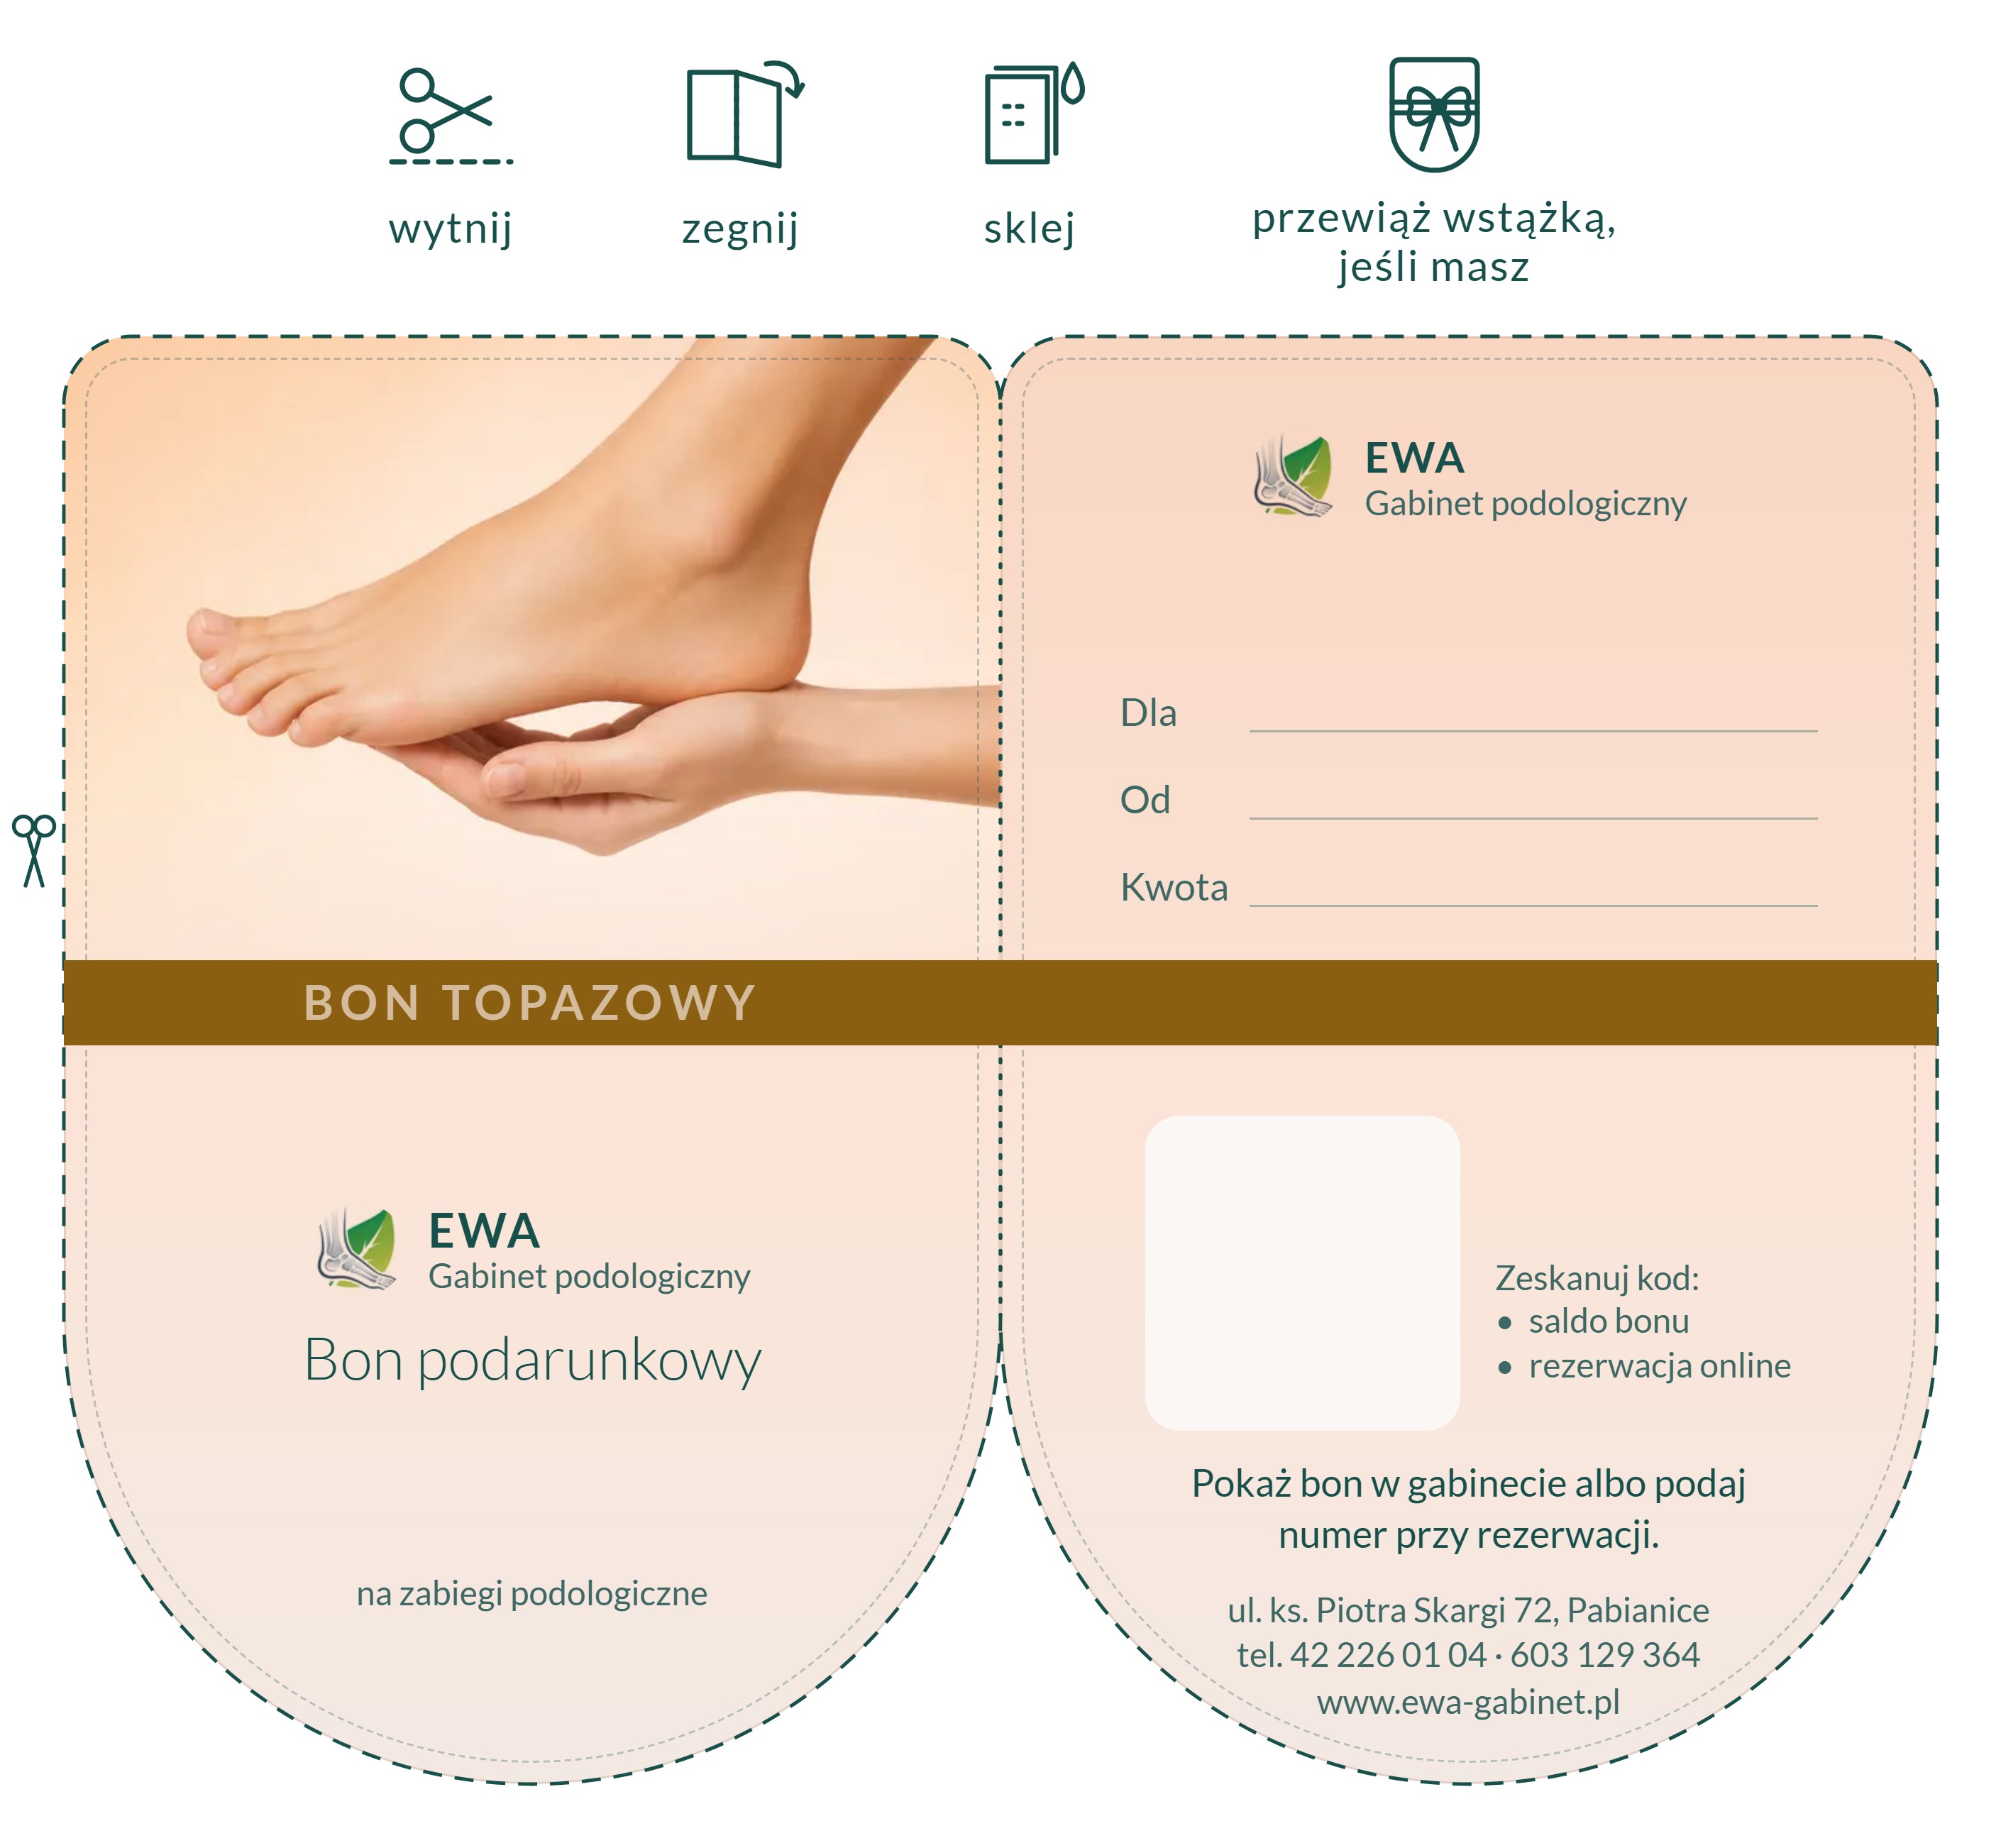 wytnij
zegnij
sklej
przewiąż wstążką,
jeśli masz
BON TOPAZOWY
EWA
Gabinet podologiczny
Bon podarunkowy
na zabiegi podologiczne
EWA
Gabinet podologiczny
Dla
Od
Kwota
Zeskanuj kod:
• saldo bonu
• rezerwacja online
Pokaż bon w gabinecie albo podaj
numer przy rezerwacji.
ul. ks. Piotra Skargi 72, Pabianice
tel. 42 226 01 04 · 603 129 364
www.ewa-gabinet.pl